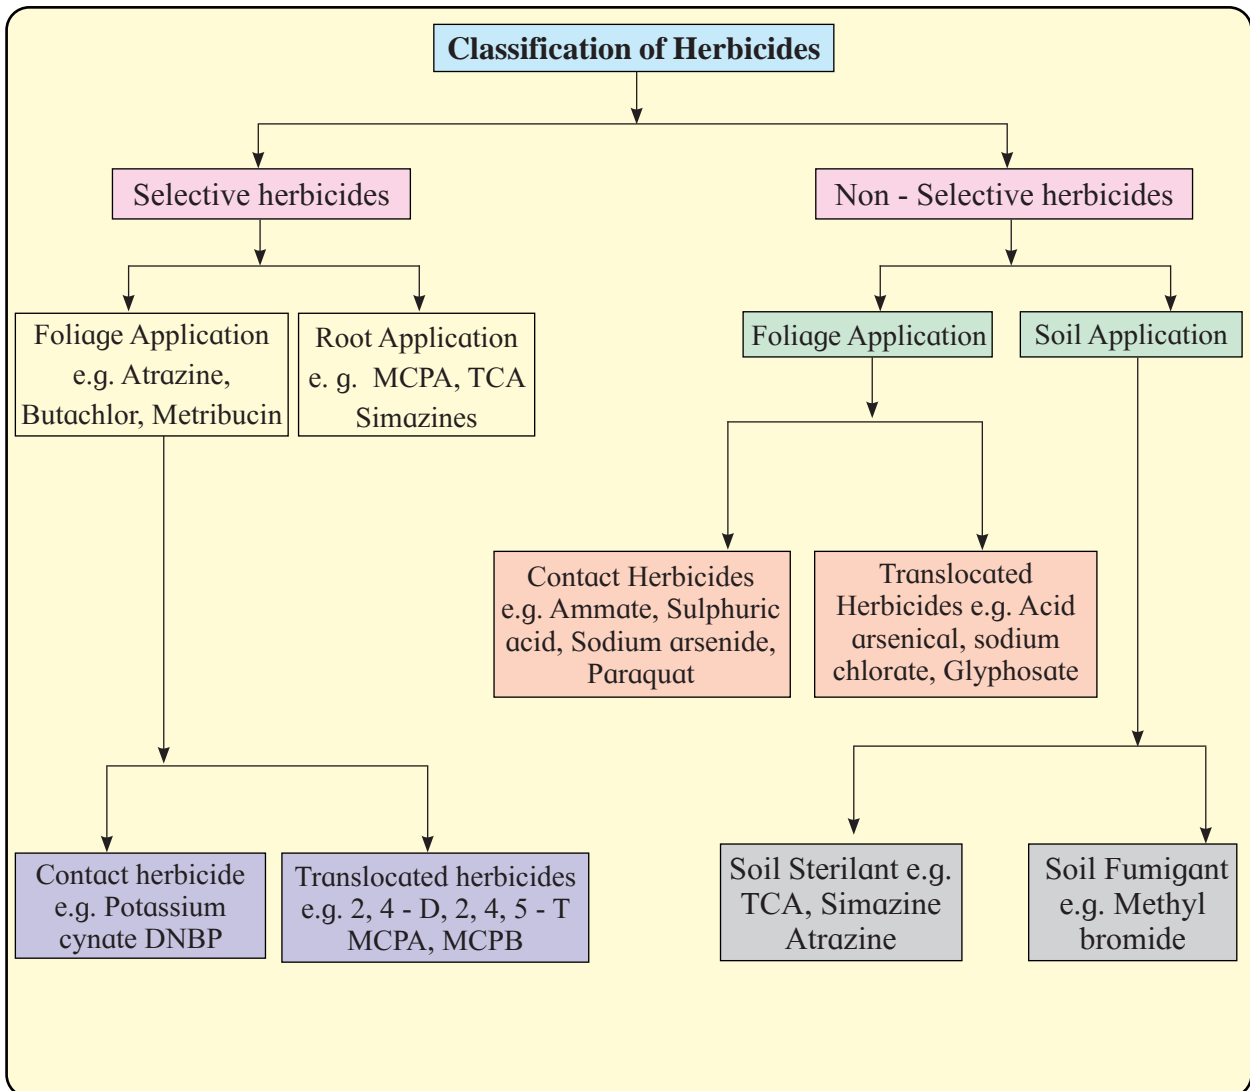 Classification of Herbicides
Selective herbicides
Non - Selective herbicides
Foliage Application
e.g. Atrazine,
Butachlor, Metribucin
Root Application
e. g.  MCPA, TCA
Simazines
Foliage Application
Soil Application
Contact Herbicides
e.g. Ammate, Sulphuric
acid, Sodium arsenide,
Paraquat
Translocated
Herbicides e.g. Acid
arsenical, sodium
chlorate, Glyphosate
Contact herbicide
e.g. Potassium
cynate DNBP
Translocated herbicides
e.g. 2, 4 - D, 2, 4, 5 - T
MCPA, MCPB
Soil Sterilant e.g.
TCA, Simazine
Atrazine
Soil Fumigant
e.g. Methyl
bromide